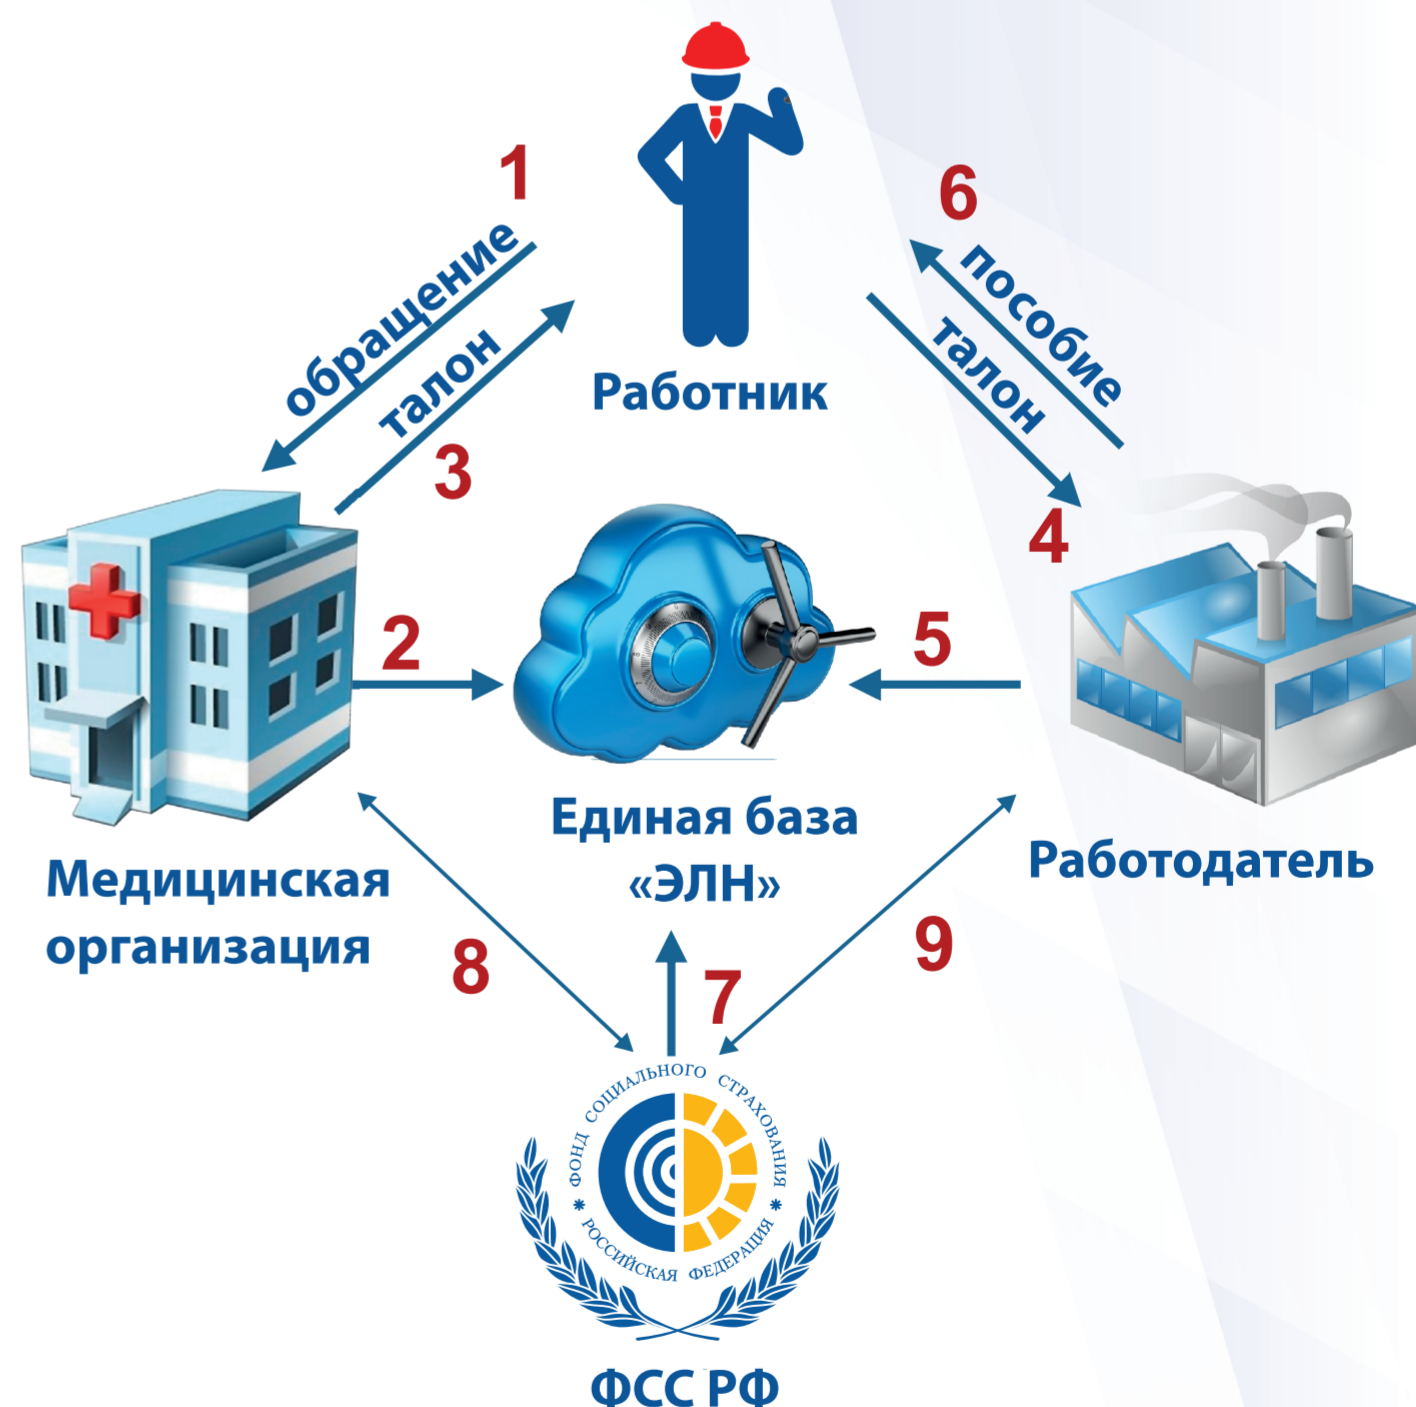 1
6
обращение
пособие
талон
талон
Работник
3
4
2
5
Единая база
«ЭЛН»
Работодатель
Медицинская
организация
8
7
9
ФОНД СОЦИАЛЬНОГО СТРАХОВАНИЯ
* РОССИЙСКАЯ ФЕДЕРАЦИЯ *
ФСС РФ